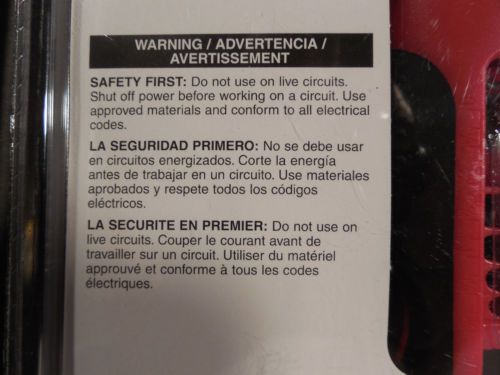 WARNING / ADVERTENCIA /
AVERTISSEMENT
SAFETY FIRST: Do not use on live circuits.
Shut off power before working on a circuit. Use
approved materials and conform to all electrical
codes.
LA SEGURIDAD PRIMERO: No se debe usar
en circuitos energizados. Corte la energía
antes de trabajar en un circuito. Use materiales
aprobados y respete todos los códigos
eléctricos.
LA SECURITE EN PREMIER: Do not use on
live circuits. Couper le courant avant de
travailler sur un circuit. Utiliser du matériel
approuvé et conforme à tous les codes
électriques.